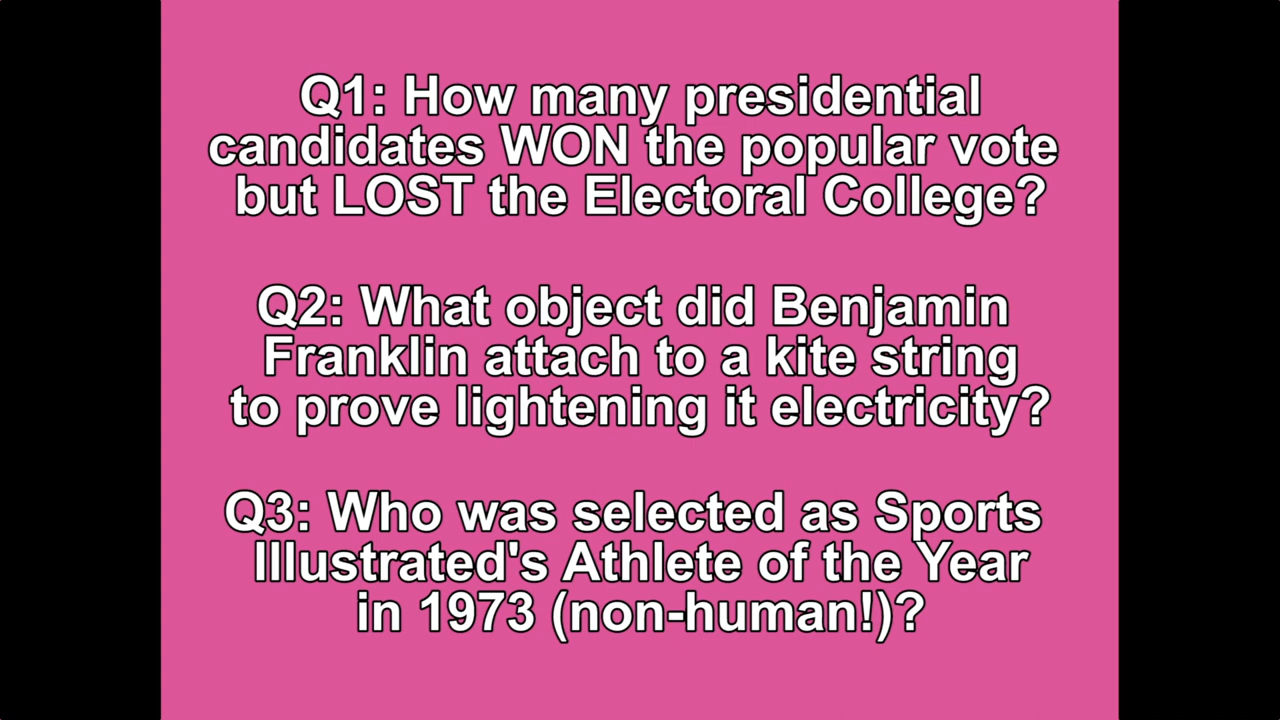 Q1: How many presidential
candidates WON the popular vote
but LOST the Electoral College?
Q2: What object did Benjamin
Franklin attach to a kite string
to prove lightening it electricity?
Q3: Who was selected as Sports
Illustrated's Athlete of the Year
in 1973 (non-human!)?